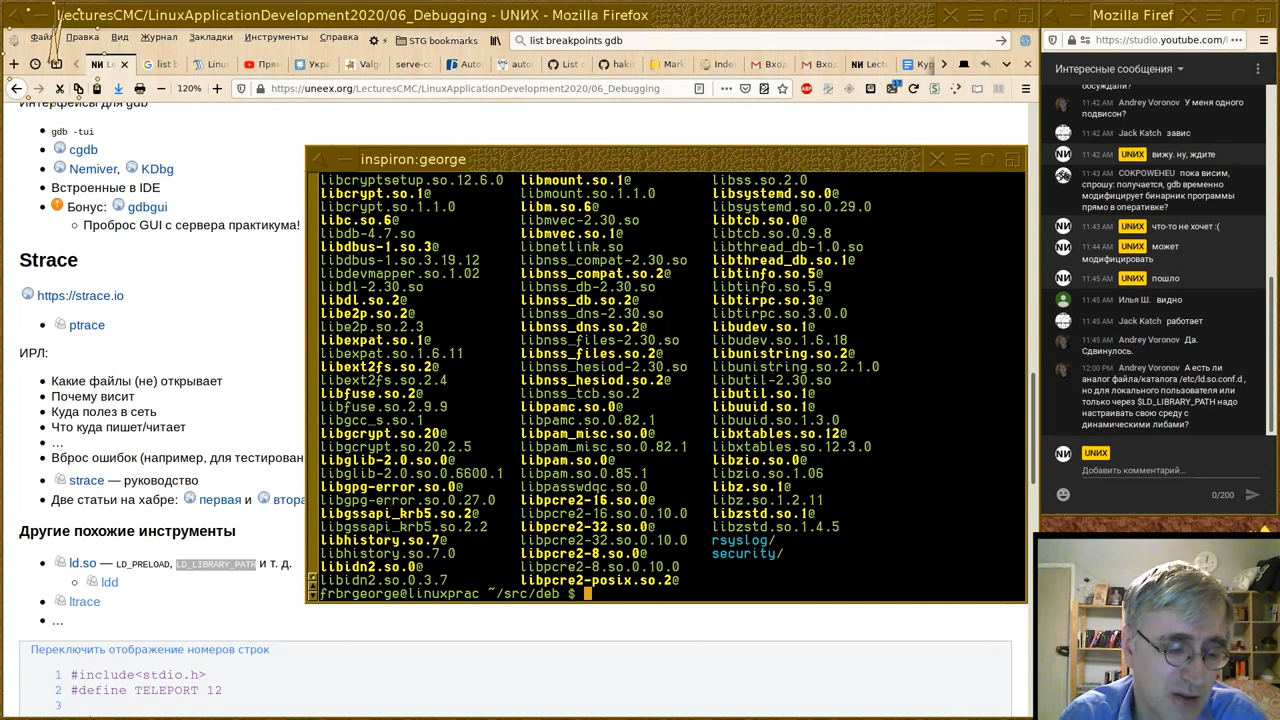 LecturesCMC/LinuxApplicationDevelopment2020/06_Debugging - UNИX - Mozilla Firefox
Файл Правка Вид Журнал Закладки Инструменты Справка STG bookmarks list breakpoints gdb
NИ Le list b Linu Пря Укра Valg serve-co Auto autor List o haki Mark Index Вход Вход NИ Lect Кур
120% https://uneex.org/LecturesCMC/LinuxApplicationDevelopment2020/06_Debugging
Интерфейсы для gdb
gdb -tui
cgdb
Nemiver, KDbg
Встроенные в IDE
Бонус: gdbgui
Проброс GUI с сервера практикума!
Strace
https://strace.io
ptrace
ИРЛ:
Какие файлы (не) открывает
Почему висит
Куда полез в сеть
Что куда пишет/читает
…
Вброс ошибок (например, для тестирован
strace — руководство
Две статьи на хабре: первая и втора
Другие похожие инструменты
ld.so — LD_PRELOAD, LD_LIBRARY_PATH и т. д.
ldd
ltrace
…
Переключить отображение номеров строк
1 #include<stdio.h>
2 #define TELEPORT 12
3
inspiron:george
libcryptsetup.so.12.6.0 libmount.so.1@ libss.so.2.0
libcrypt.so.1@ libmount.so.1.1.0 libsystemd.so.0@
libcrypt.so.1.1.0 libm.so.6@ libsystemd.so.0.29.0
libc.so.6@ libmvec-2.30.so libtcb.so.0@
libdb-4.7.so libmvec.so.1@ libtcb.so.0.9.8
libdbus-1.so.3@ libnetlink.so libthread_db-1.0.so
libdbus-1.so.3.19.12 libnss_compat-2.30.so libthread_db.so.1@
libdevmapper.so.1.02 libnss_compat.so.2@ libtinfo.so.5@
libdl-2.30.so libnss_db-2.30.so libtinfo.so.5.9
libdl.so.2@ libnss_db.so.2@ libtirpc.so.3@
libe2p.so.2@ libnss_dns-2.30.so libtirpc.so.3.0.0
libe2p.so.2.3 libnss_dns.so.2@ libudev.so.1@
libexpat.so.1@ libnss_files-2.30.so libudev.so.1.6.18
libexpat.so.1.6.11 libnss_files.so.2@ libunistring.so.2@
libext2fs.so.2@ libnss_hesiod-2.30.so libunistring.so.2.1.0
libext2fs.so.2.4 libnss_hesiod.so.2@ libutil-2.30.so
libfuse.so.2@ libnss_tcb.so.2 libutil.so.1@
libfuse.so.2.9.9 libpamc.so.0@ libuuid.so.1@
libgcc_s.so.1 libpamc.so.0.82.1 libuuid.so.1.3.0
libgcrypt.so.20@ libpam_misc.so.0@ libxtables.so.12@
libgcrypt.so.20.2.5 libpam_misc.so.0.82.1 libxtables.so.12.3.0
libglib-2.0.so.0@ libpam.so.0@ libzio.so.0@
libglib-2.0.so.0.6600.1 libpam.so.0.85.1 libzio.so.1.06
libgpg-error.so.0@ libpasswdqc.so.0 libz.so.1@
libgpg-error.so.0.27.0 libpcre2-16.so.0@ libz.so.1.2.11
libgssapi_krb5.so.2@ libpcre2-16.so.0.10.0 libzstd.so.1@
libgssapi_krb5.so.2.2 libpcre2-32.so.0@ libzstd.so.1.4.5
libhistory.so.7@ libpcre2-32.so.0.10.0 rsyslog/
libhistory.so.7.0 libpcre2-8.so.0@ security/
libidn2.so.0@ libpcre2-8.so.0.10.0
libidn2.so.0.3.7 libpcre2-posix.so.2@
frbrgeorge@linuxprac ~/src/deb $
Mozilla Firef
https://studio.youtube.com/l
Интересные сообщения
обсуждали?
11:42 AM Andrey Voronov У меня одного
подвисон?
11:42 AM Jack Katch завис
11:42 AM UNИX вижу. ну, ждите
11:43 AM COKPOWEHEU пока висим,
спрошу: получается, gdb временно
модифицирует бинарник программы
прямо в оперативке?
11:43 AM UNИX что-то не хочет :(
11:44 AM UNИX может
модифицировать
11:45 AM UNИX пошло
11:45 AM Илья Ш. видно
11:45 AM Jack Katch работает
11:45 AM Andrey Voronov Да.
Сдвинулось.
12:00 PM Andrey Voronov А есть ли
аналог файла/каталога /etc/ld.so.conf.d ,
но для локального пользователя или
только через $LD_LIBRARY_PATH надо
настраивать свою среду с
динамическими либами?
UNИX
Добавить комментарий...
0/200